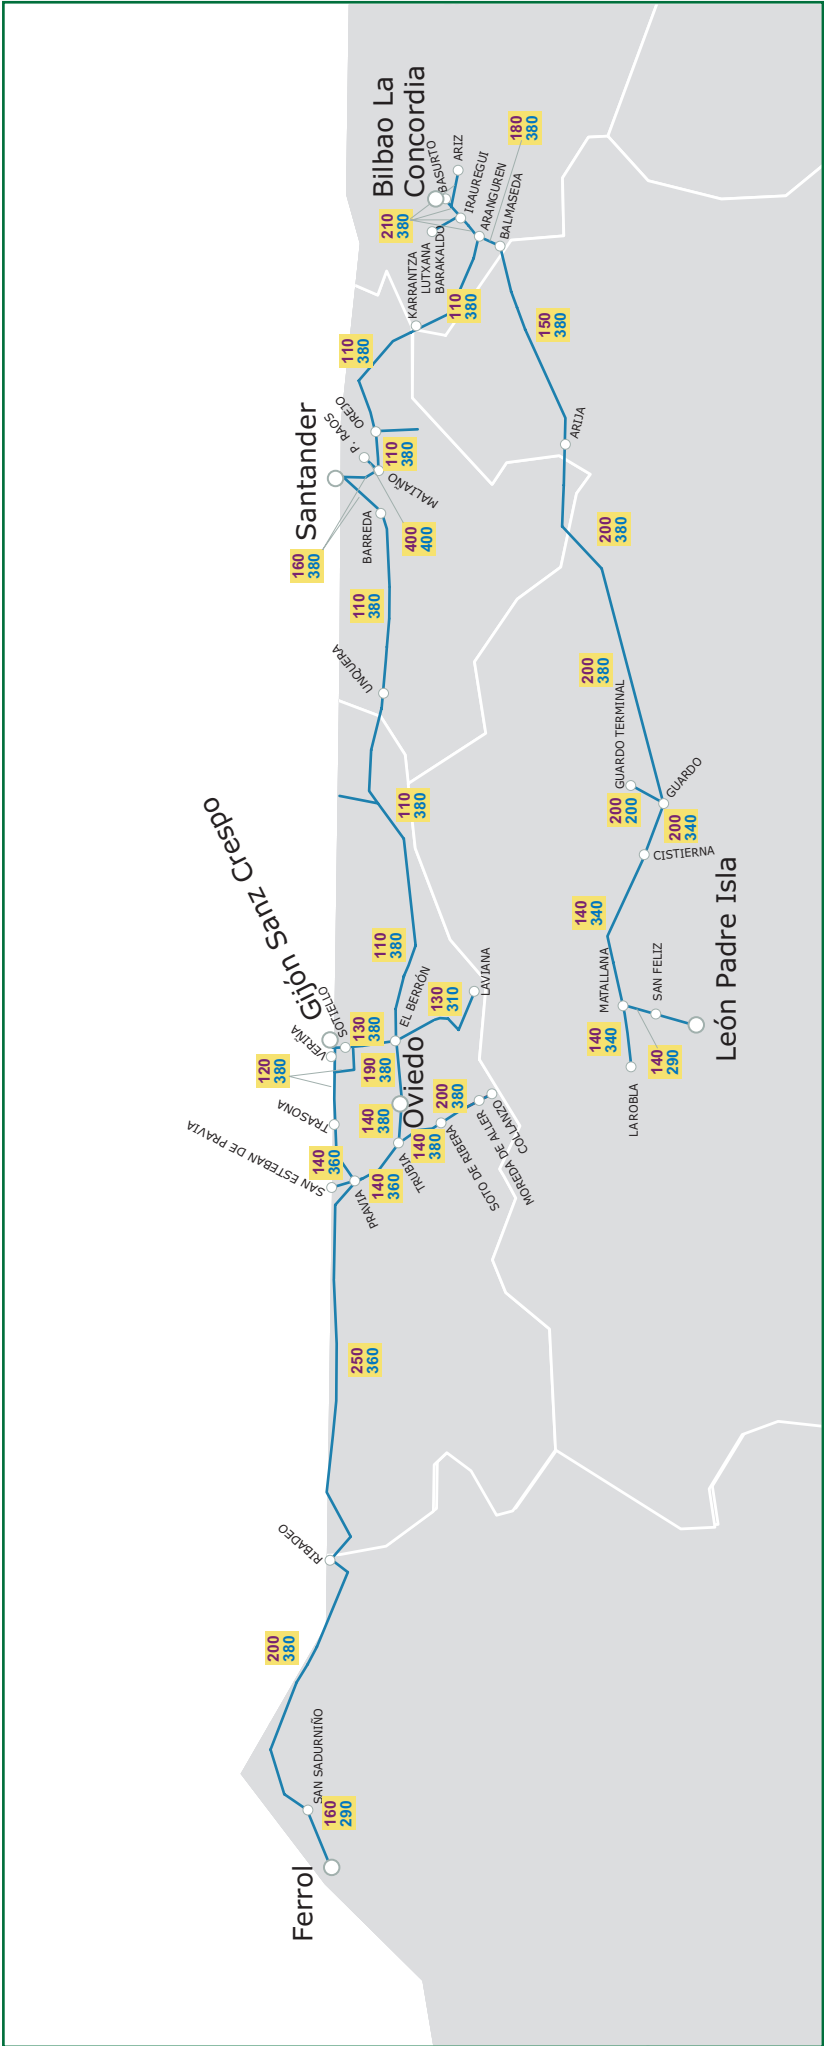 Ferrol
SAN SADURNIÑO
160
290
200
380
RIBADEO
250
360
SAN ESTEBAN DE PRAVIA
PRAVIA
140
360
140
360
TRASONA
120
380
VERIÑA
Gijón Sanz Crespo
SOTIELLO
130
380
TRUBIA
140
380
Oviedo
190
380
EL BERRÓN
140
380
SOTO DE RIBERA
200
380
MOREDA DE ALLER
COLLANZO
130
310
LAVIANA
110
380
110
380
UNQUERA
110
380
BARREDA
160
380
Santander
400
400
MALIAÑO
P. RAOS
110
380
OREJO
110
380
KARRANTZA
110
380
LUTXANA
BARAKALDO
210
380
Bilbao La
Concordia
BASURTO
ARIZ
IRAUREGUI
ARANGUREN
BALMASEDA
180
380
150
380
ARIJA
200
380
200
380
GUARDO TERMINAL
200
200
GUARDO
200
340
CISTIERNA
140
340
MATALLANA
SAN FELIZ
140
340
140
290
LA ROBLA
León Padre Isla